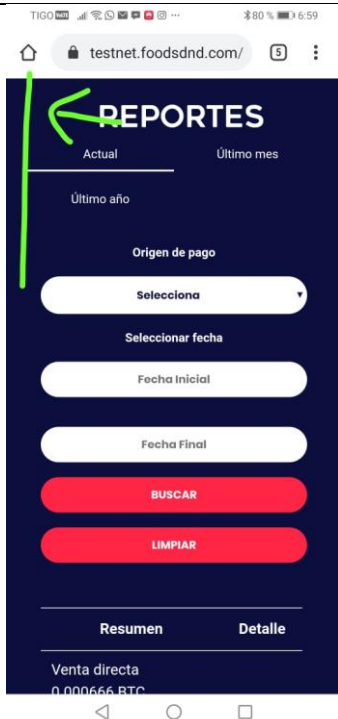 TIGO 80 % 6:59
testnet.foodsdnd.com/ 5
REPORTES
Actual Último mes
Último año
Origen de pago
Selecciona
Seleccionar fecha
Fecha Inicial
Fecha Final
BUSCAR
LIMPIAR
Resumen Detalle
Venta directa
0.000666 BTC